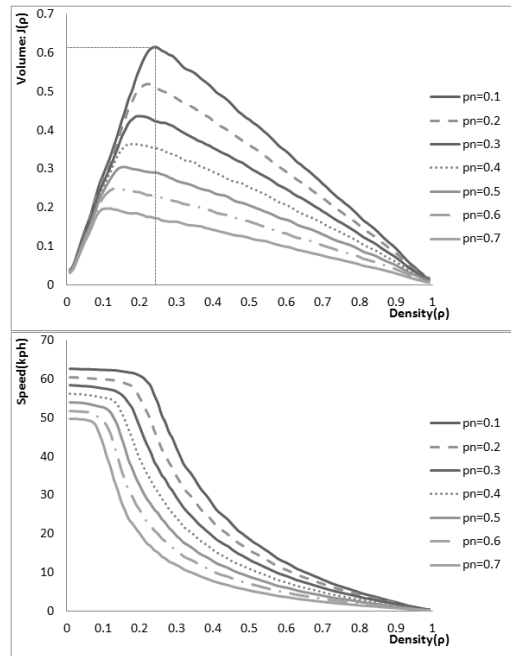 Volume: J(ρ)
0.7
0.6
0.5
0.4
0.3
0.2
0.1
0
0 0.1 0.2 0.3 0.4 0.5 0.6 0.7 0.8 0.9 1
Density(ρ)
pn=0.1
pn=0.2
pn=0.3
pn=0.4
pn=0.5
pn=0.6
pn=0.7
Speed(kph)
70
60
50
40
30
20
10
0
0 0.1 0.2 0.3 0.4 0.5 0.6 0.7 0.8 0.9 1
Density(ρ)
pn=0.1
pn=0.2
pn=0.3
pn=0.4
pn=0.5
pn=0.6
pn=0.7